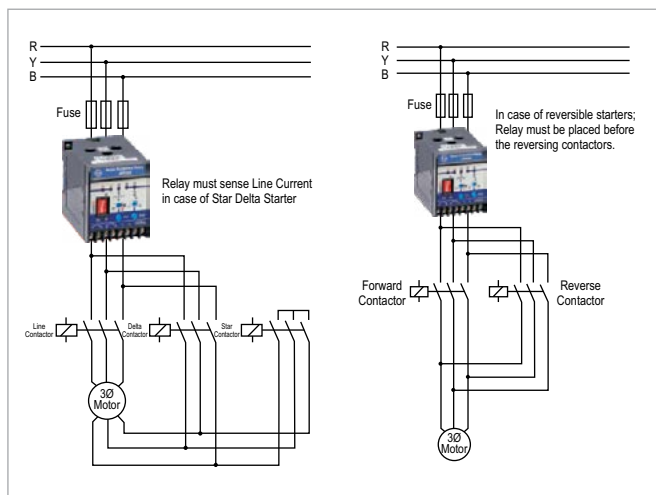 R
Y
B
Fuse
Relay must sense Line Current
in case of Star Delta Starter
Line
Contactor
Delta
Contactor
Star
Contactor
3Ø
Motor
R
Y
B
Fuse
In case of reversible starters;
Relay must be placed before
the reversing contactors.
Forward
Contactor
Reverse
Contactor
3Ø
Motor